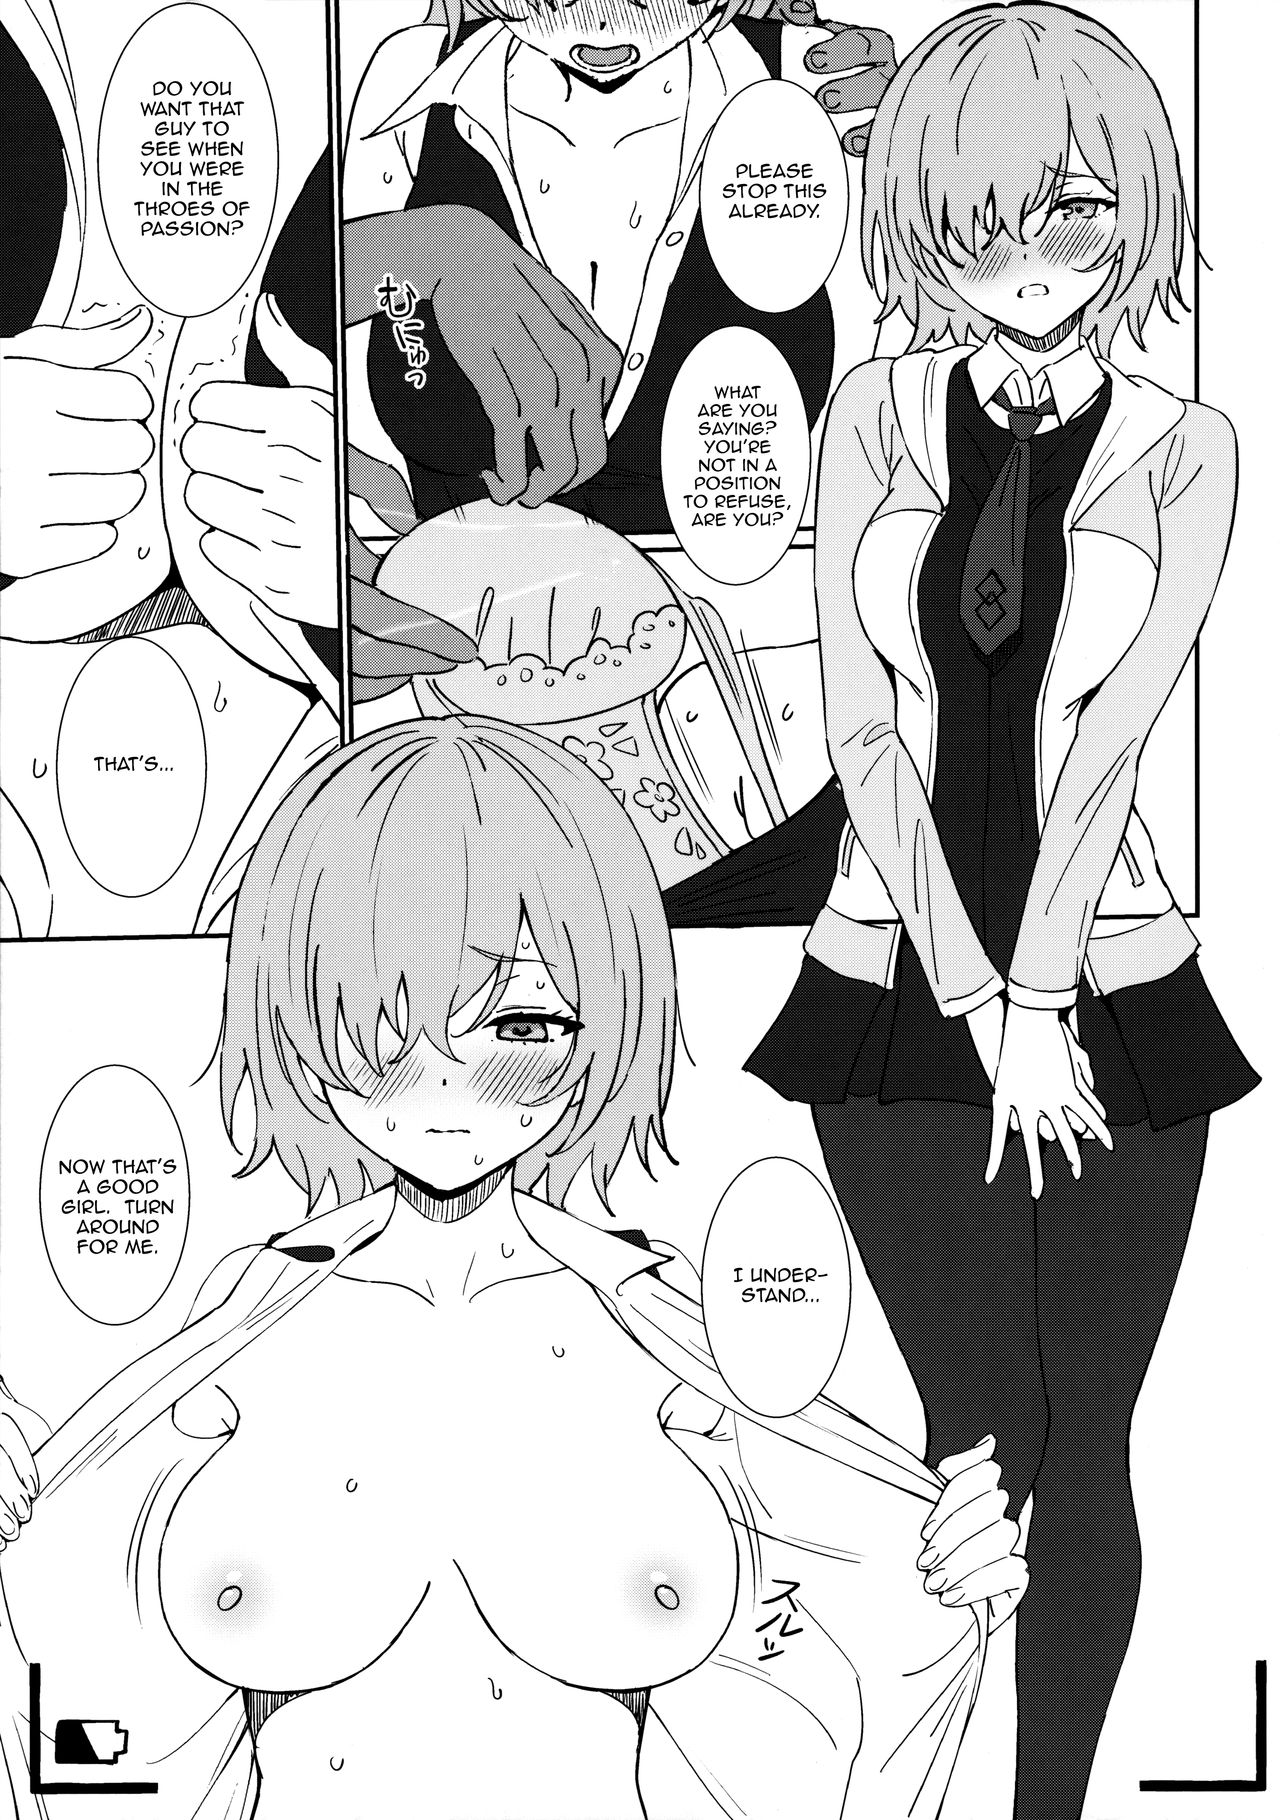 PLEASE
STOP THIS
ALREADY.
むにゅっ
WHAT
ARE YOU
SAYING?
YOU'RE
NOT IN A
POSITION
TO REFUSE,
ARE YOU?
DO YOU
WANT THAT
GUY TO
SEE WHEN
YOU WERE
IN THE
THROES OF
PASSION?
THAT'S...
I UNDER-
STAND...
スルッ
NOW THAT'S
A GOOD
GIRL. TURN
AROUND
FOR ME.